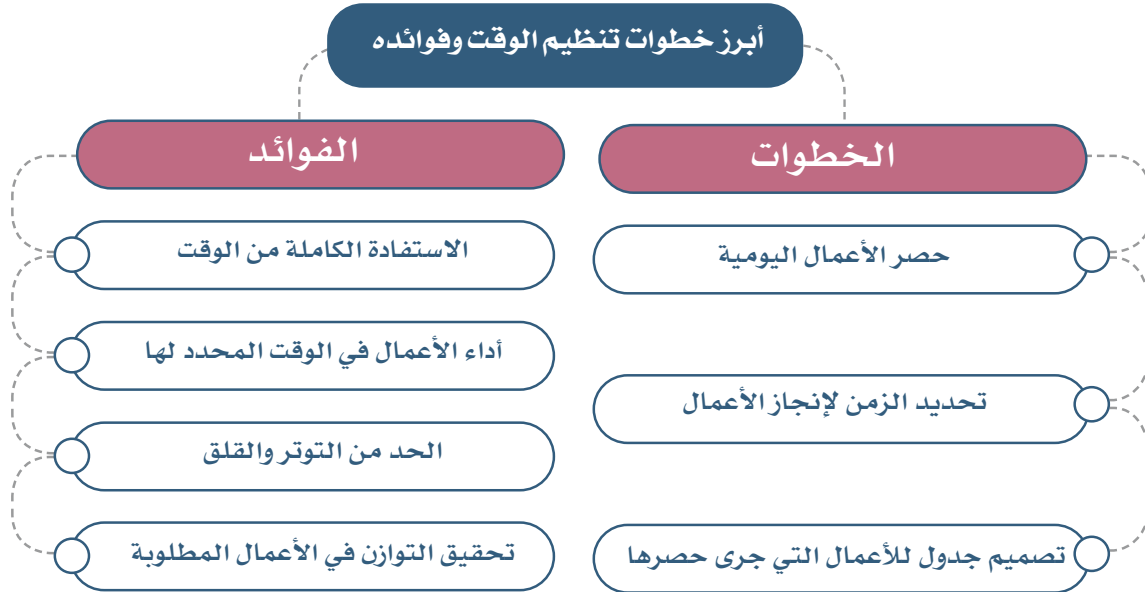 أبرز خطوات تنظيم الوقت وفوائده
الخطوات
حصر الأعمال اليومية
تحديد الزمن لإنجاز الأعمال
تصميم جدول للأعمال التي جرى حصرها
الفوائد
الاستفادة الكاملة من الوقت
أداء الأعمال في الوقت المحدد لها
الحد من التوتر والقلق
تحقيق التوازن في الأعمال المطلوبة